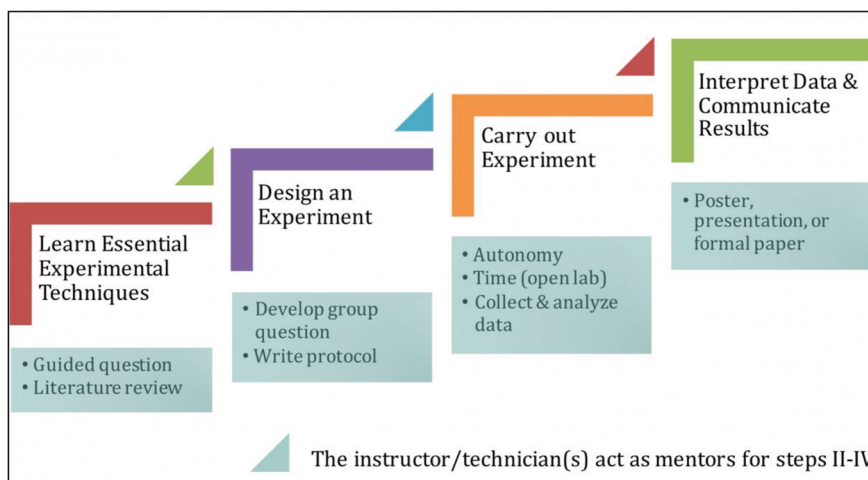 Learn Essential
Experimental
Techniques
• Guided question
• Literature review
Design an
Experiment
• Develop group
question
• Write protocol
Carry out
Experiment
• Autonomy
• Time (open lab)
• Collect & analyze
data
Interpret Data &
Communicate
Results
• Poster,
presentation, or
formal paper
The instructor/technician(s) act as mentors for steps II-IV